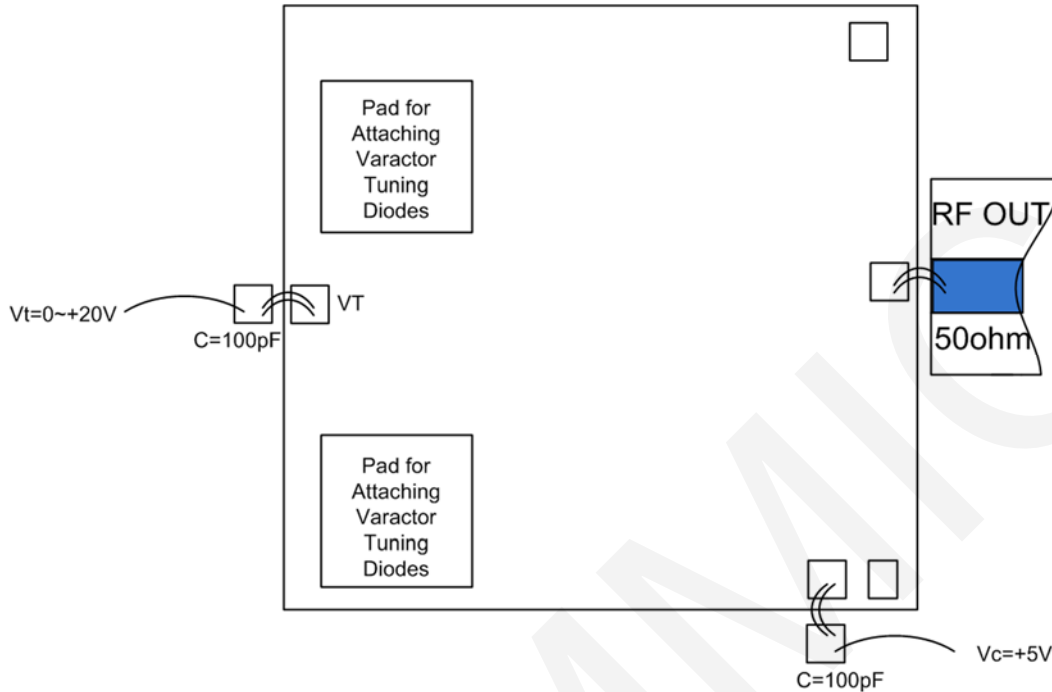 Pad for
Attaching
Varactor
Tuning
Diodes
RF OUT
Vt=0~+20V
VT
C=100pF
50ohm
Pad for
Attaching
Varactor
Tuning
Diodes
Vc=+5V
C=100pF
MMIC